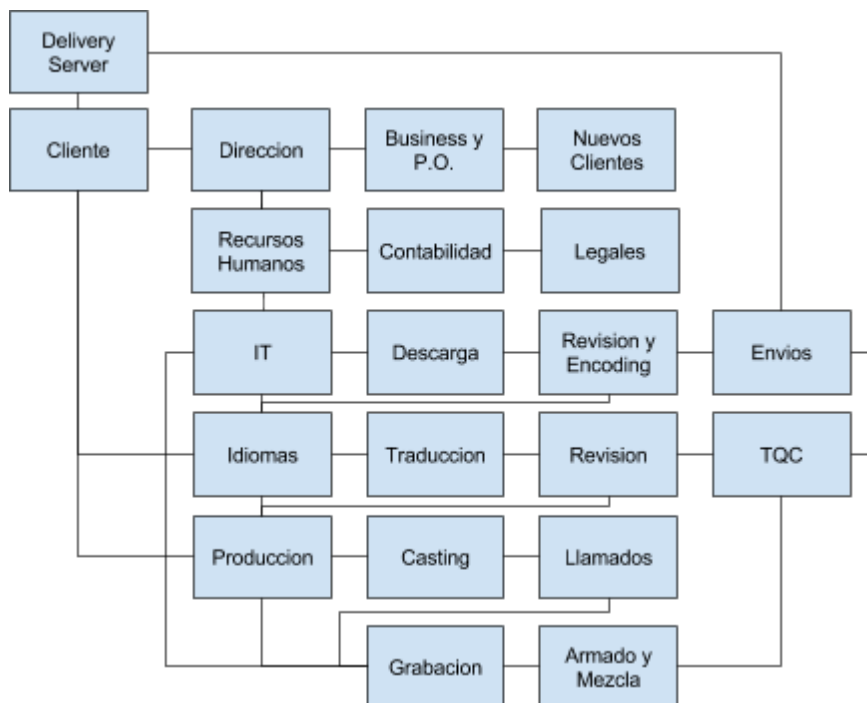 Delivery
Server
Cliente
Direccion
Business y
P.O.
Nuevos
Clientes
Recursos
Humanos
Contabilidad
Legales
IT
Descarga
Revision y
Encoding
Envios
Idiomas
Traduccion
Revision
TQC
Produccion
Casting
Llamados
Grabacion
Armado y
Mezcla